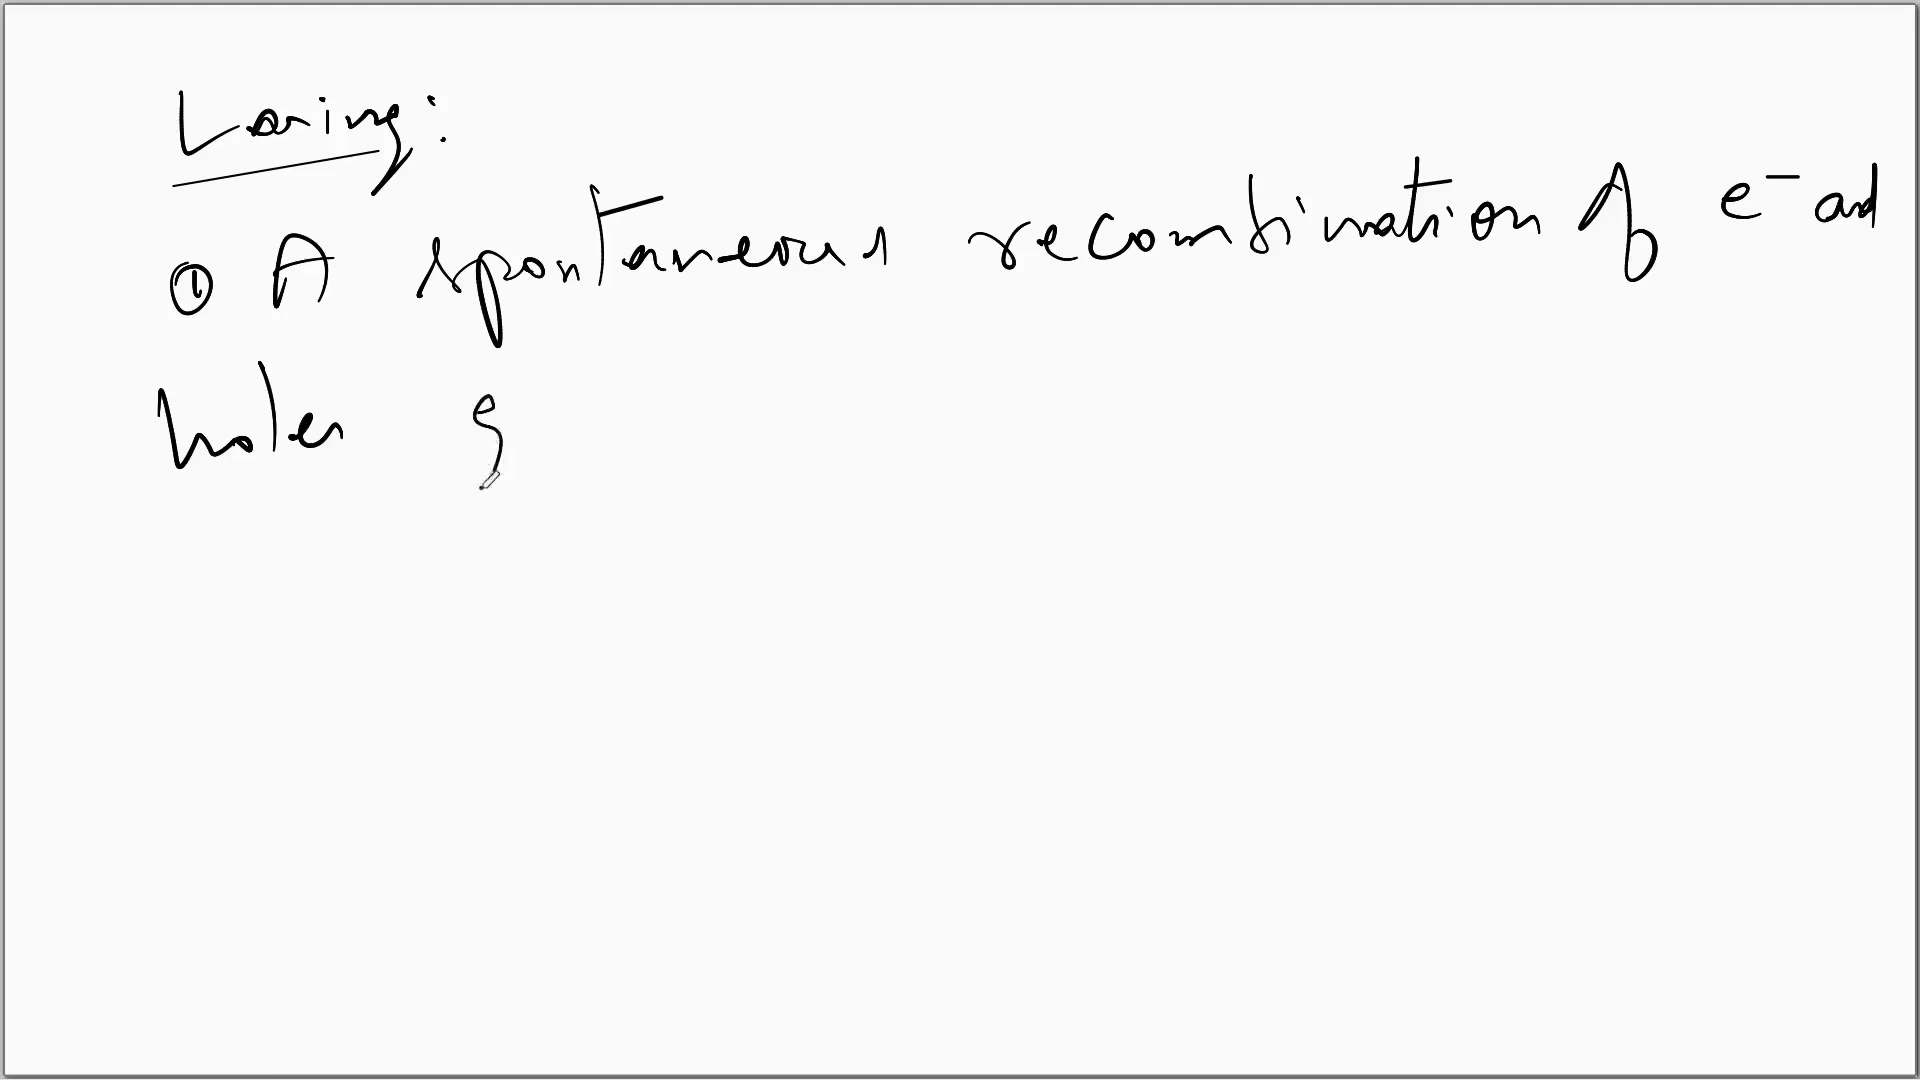 Lasing:
① A spontaneous recombination of e⁻ and
holes